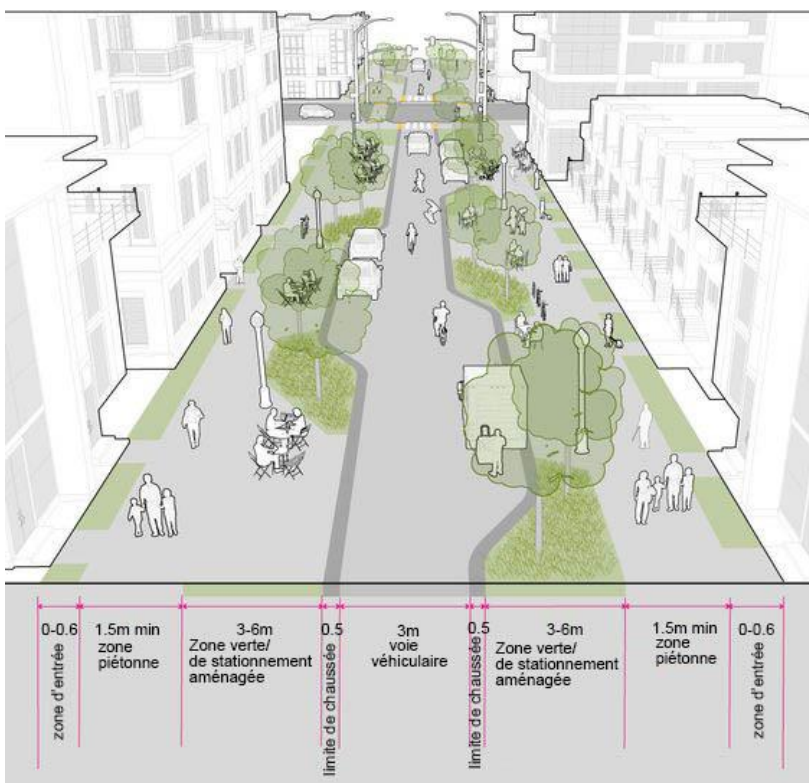 0-0.6
zone d'entrée
1.5m min
zone
piétonne
3-6m
Zone verte/
de stationnement
aménagée
0.5
limite de chaussée
3m
voie
véhiculaire
0.5
limite de chaussée
3-6m
Zone verte/
de stationnement
aménagée
1.5m min
zone
piétonne
0-0.6
zone d'entrée